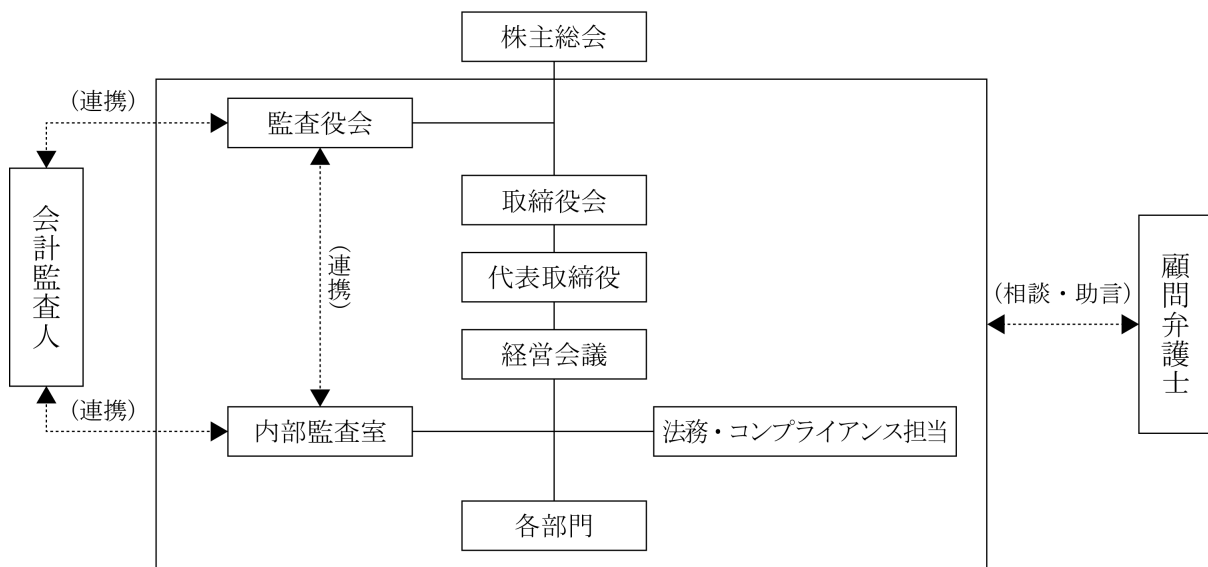 株主総会
（連携）
監査役会
取締役会
会計監査人
（連携）
代表取締役
（相談・助言）
顧問弁護士
経営会議
（連携）
内部監査室
法務・コンプライアンス担当
各部門